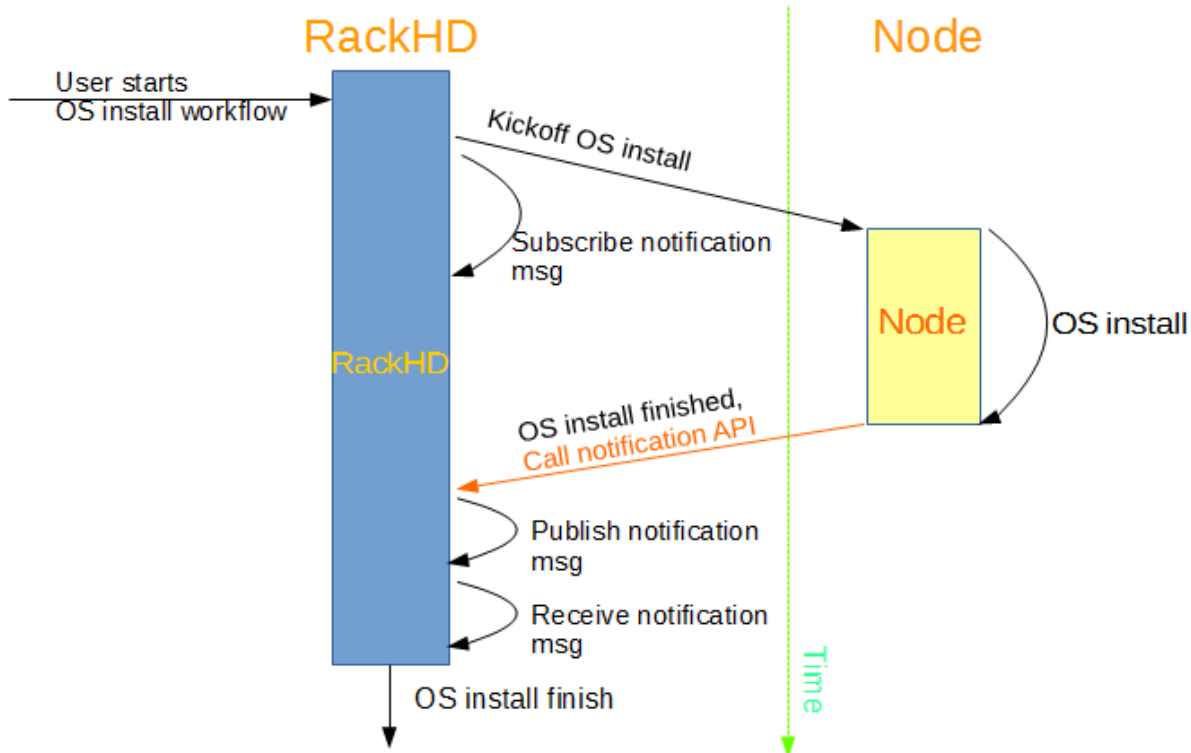 RackHD
Node
User starts
OS install workflow
Kickoff OS install
Subscribe notification
msg
Node
OS install
RackHD
OS install finished,
Call notification API
Publish notification
msg
Receive notification
msg
Time
OS install finish